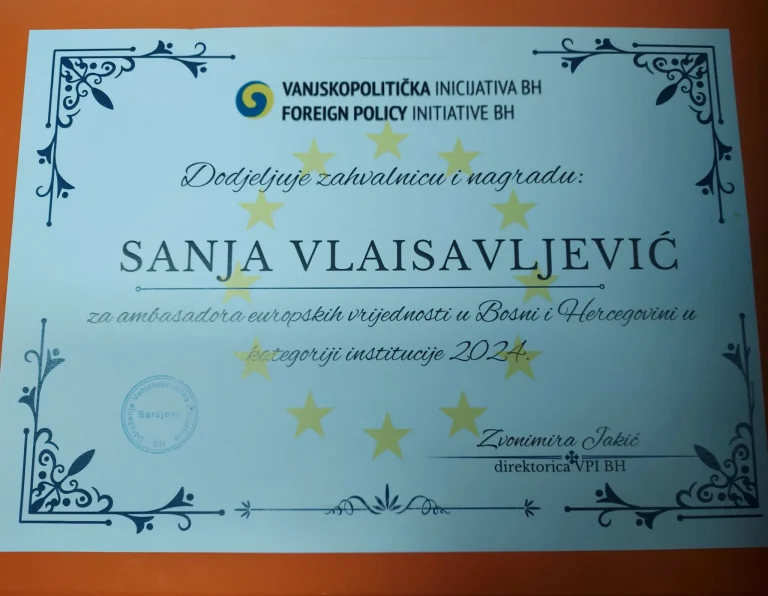 VANJSKOPOLITIČKA INICIJATIVA BH
FOREIGN POLICY INITIATIVE BH
Dodjeljuje zahvalnicu i nagradu:
SANJA VLAISAVLJEVIĆ
za ambasadora europskih vrijednosti u Bosni i Hercegovini u
kategoriji institucije 2024.
Sarajevo
BH
Zvonimira Jakić
direktorica VPI BH